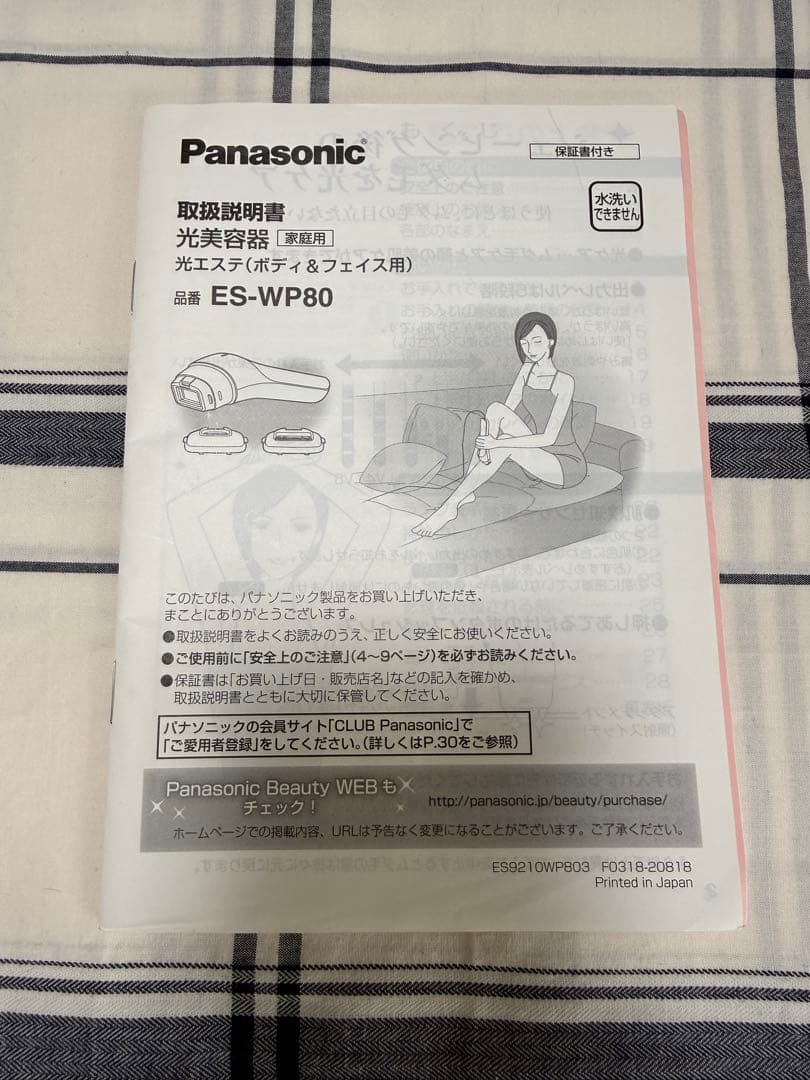 Panasonic
保証書付き
取扱説明書
水洗い
できません
光美容器 家庭用
光エステ(ボディ&フェイス用)
品番 ES-WP80
このたびは、パナソニック製品をお買い上げいただき、
まことにありがとうございます。
●取扱説明書をよくお読みのうえ、正しく安全にお使いください。
●ご使用前に「安全上のご注意」(4~9ページ)を必ずお読みください。
●保証書は「お買い上げ日・販売店名」などの記入を確かめ、
取扱説明書とともに大切に保管してください。
パナソニックの会員サイト「CLUB Panasonic」で
「ご愛用者登録」をしてください。(詳しくはP.30をご参照)
Panasonic Beauty WEBも
チェック!
http://panasonic.jp/beauty/purchase/
ホームページでの掲載内容、URLは予告なく変更になることがございます。ご了承ください。
ES9210WP803 F0318-20818
Printed in Japan